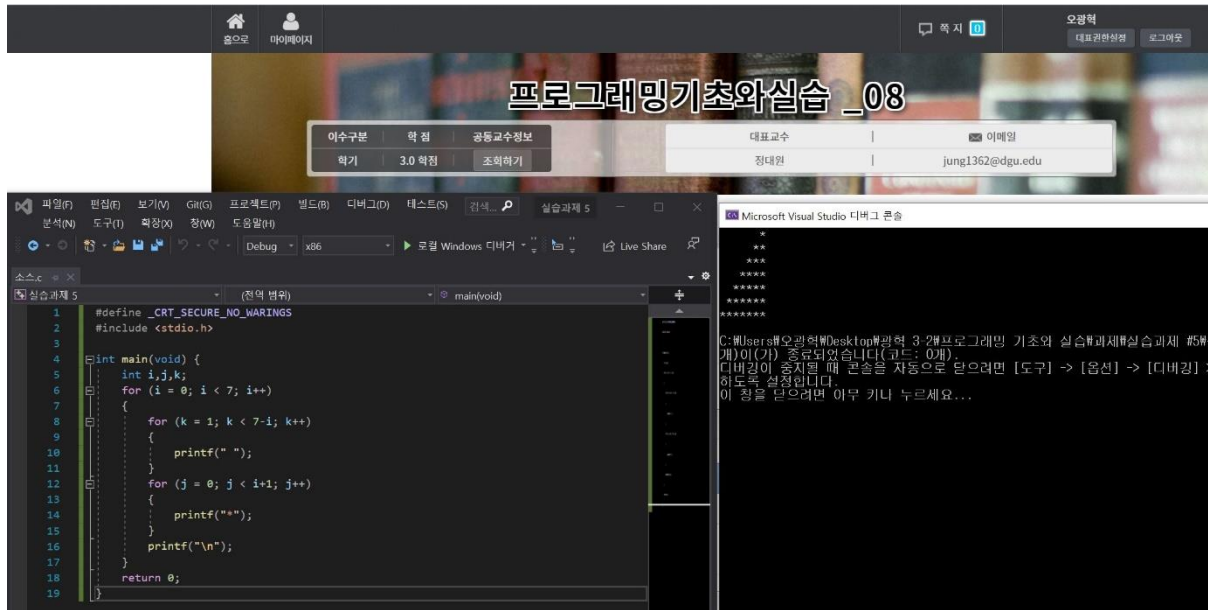 홈으로 마이페이지 쪽 지 0 오광혁
대표권한설정 로그아웃
프로그래밍기초와실습 _08
이수구분 학 점 공동교수정보 대표교수 이메일
학기 3.0 학점 조회하기 정대원 jung1362@dgu.edu
파일(F) 편집(E) 보기(V) Git(G) 프로젝트(P) 빌드(B) 디버그(D) 테스트(S) 검색... 실습과제 5
분석(N) 도구(T) 확장(X) 창(W) 도움말(H)
Debug x86 로컬 Windows 디버거 Live Share
소스.c
실습과제 5 (전역 범위) main(void)
1 #define _CRT_SECURE_NO_WARINGS
2 #include <stdio.h>
3
4 int main(void) {
5 int i,j,k;
6 for (i = 0; i < 7; i++)
7 {
8 for (k = 1; k < 7-i; k++)
9 {
10 printf(" ");
11 }
12 for (j = 0; j < i+1; j++)
13 {
14 printf("*");
15 }
16 printf("\n");
17 }
18 return 0;
19 }
Microsoft Visual Studio 디버그 콘솔
*
**
***
****
*****
******
*******
C:₩Users₩오광혁₩Desktop₩광혁 3-2₩프로그래밍 기초와 실습₩과제₩실습과제 #5₩
개)이(가) 종료되었습니다(코드: 0개).
디버깅이 중지될 때 콘솔을 자동으로 닫으려면 [도구] -> [옵션] -> [디버깅]
하도록 설정합니다.
이 창을 닫으려면 아무 키나 누르세요...